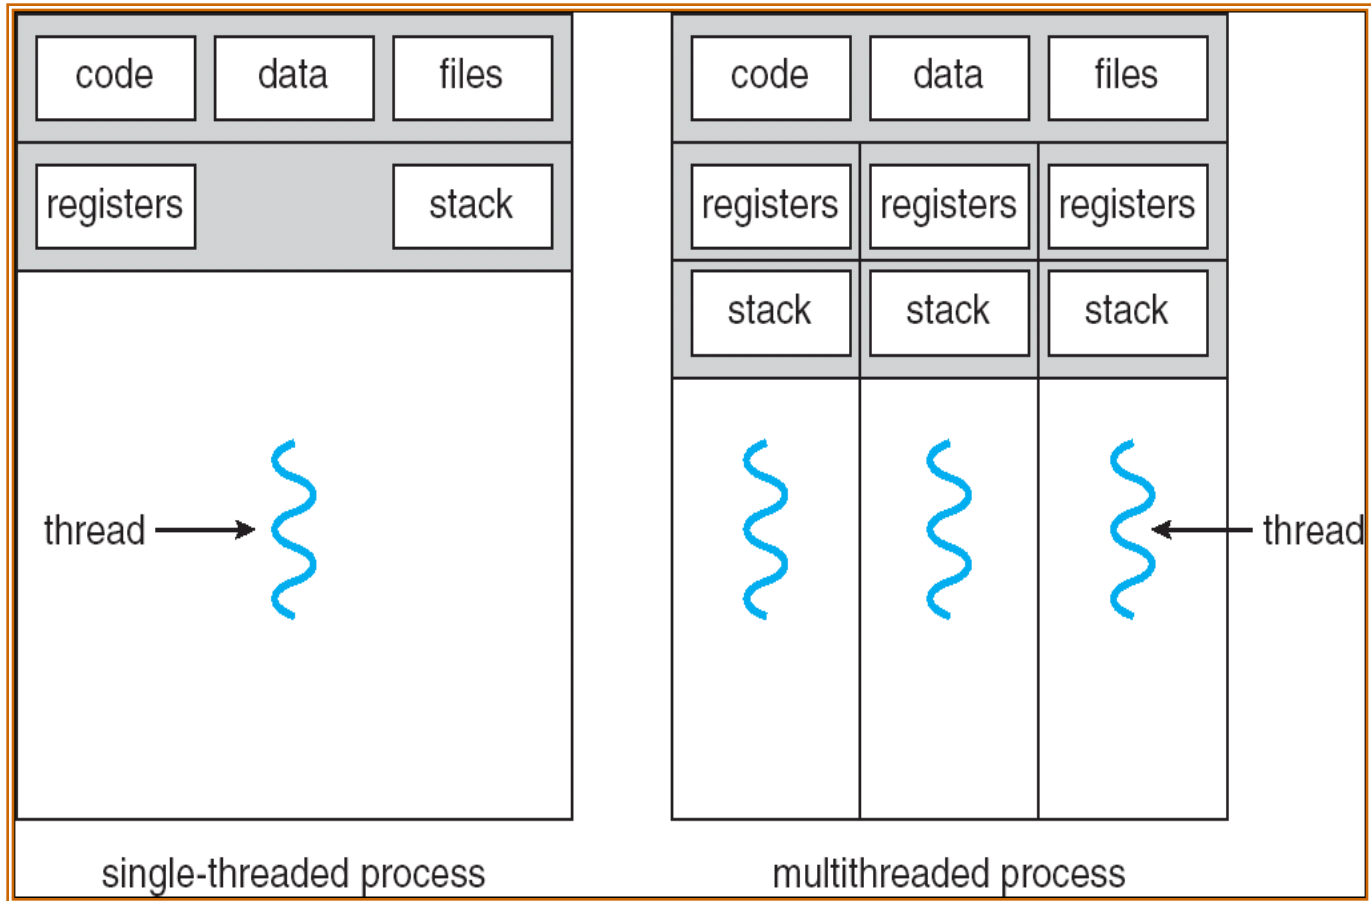 code data files code data files
registers stack registers registers registers
stack stack stack
thread thread
single-threaded process multithreaded process